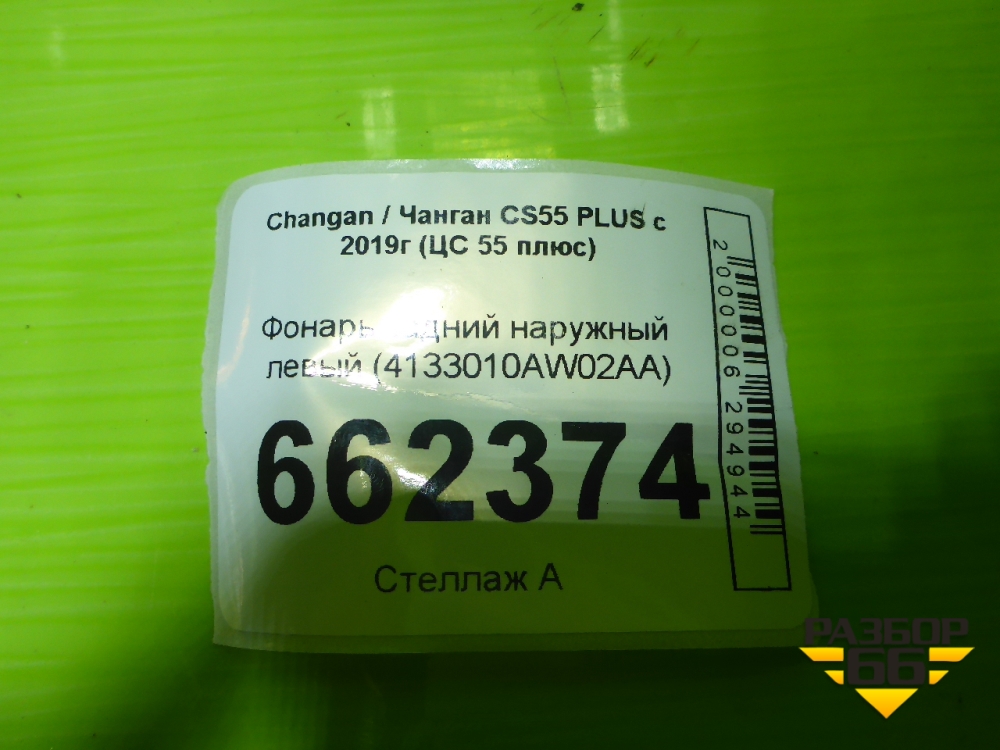 Changan / Чанган CS55 PLUS с
2019г (ЦС 55 плюс)
Фонарь задний наружный
левый (4133010AW02AA)
662374
Стеллаж А
2000006294944
РАЗБОР
66